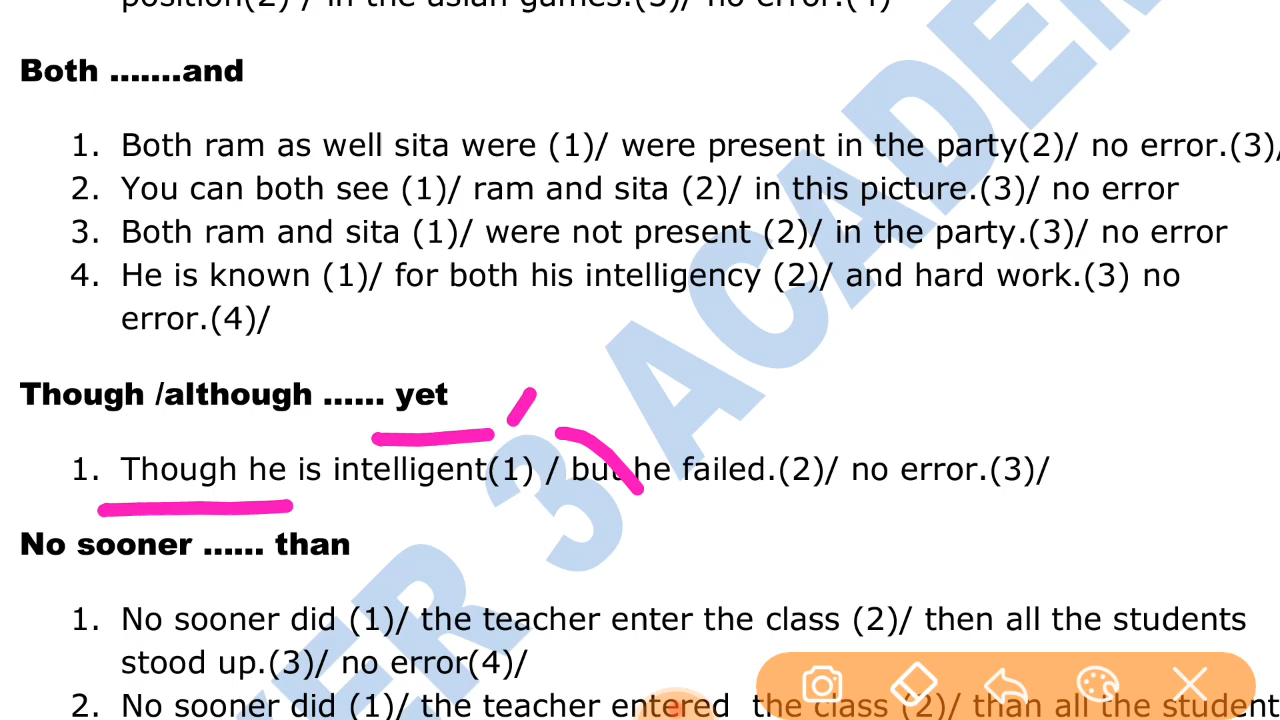 position(2) / in the asian games.(3)/ no error.(4)
Both .......and
1. Both ram as well sita were (1)/ were present in the party(2)/ no error.(3)/
2. You can both see (1)/ ram and sita (2)/ in this picture.(3)/ no error
3. Both ram and sita (1)/ were not present (2)/ in the party.(3)/ no error
4. He is known (1)/ for both his intelligency (2)/ and hard work.(3) no
error.(4)/
Though /although ...... yet
1. Though he is intelligent(1) / but he failed.(2)/ no error.(3)/
No sooner ...... than
1. No sooner did (1)/ the teacher enter the class (2)/ then all the students
stood up.(3)/ no error(4)/
2. No sooner did (1)/ the teacher entered the class (2)/ than all the student
ER 3 ACADEM